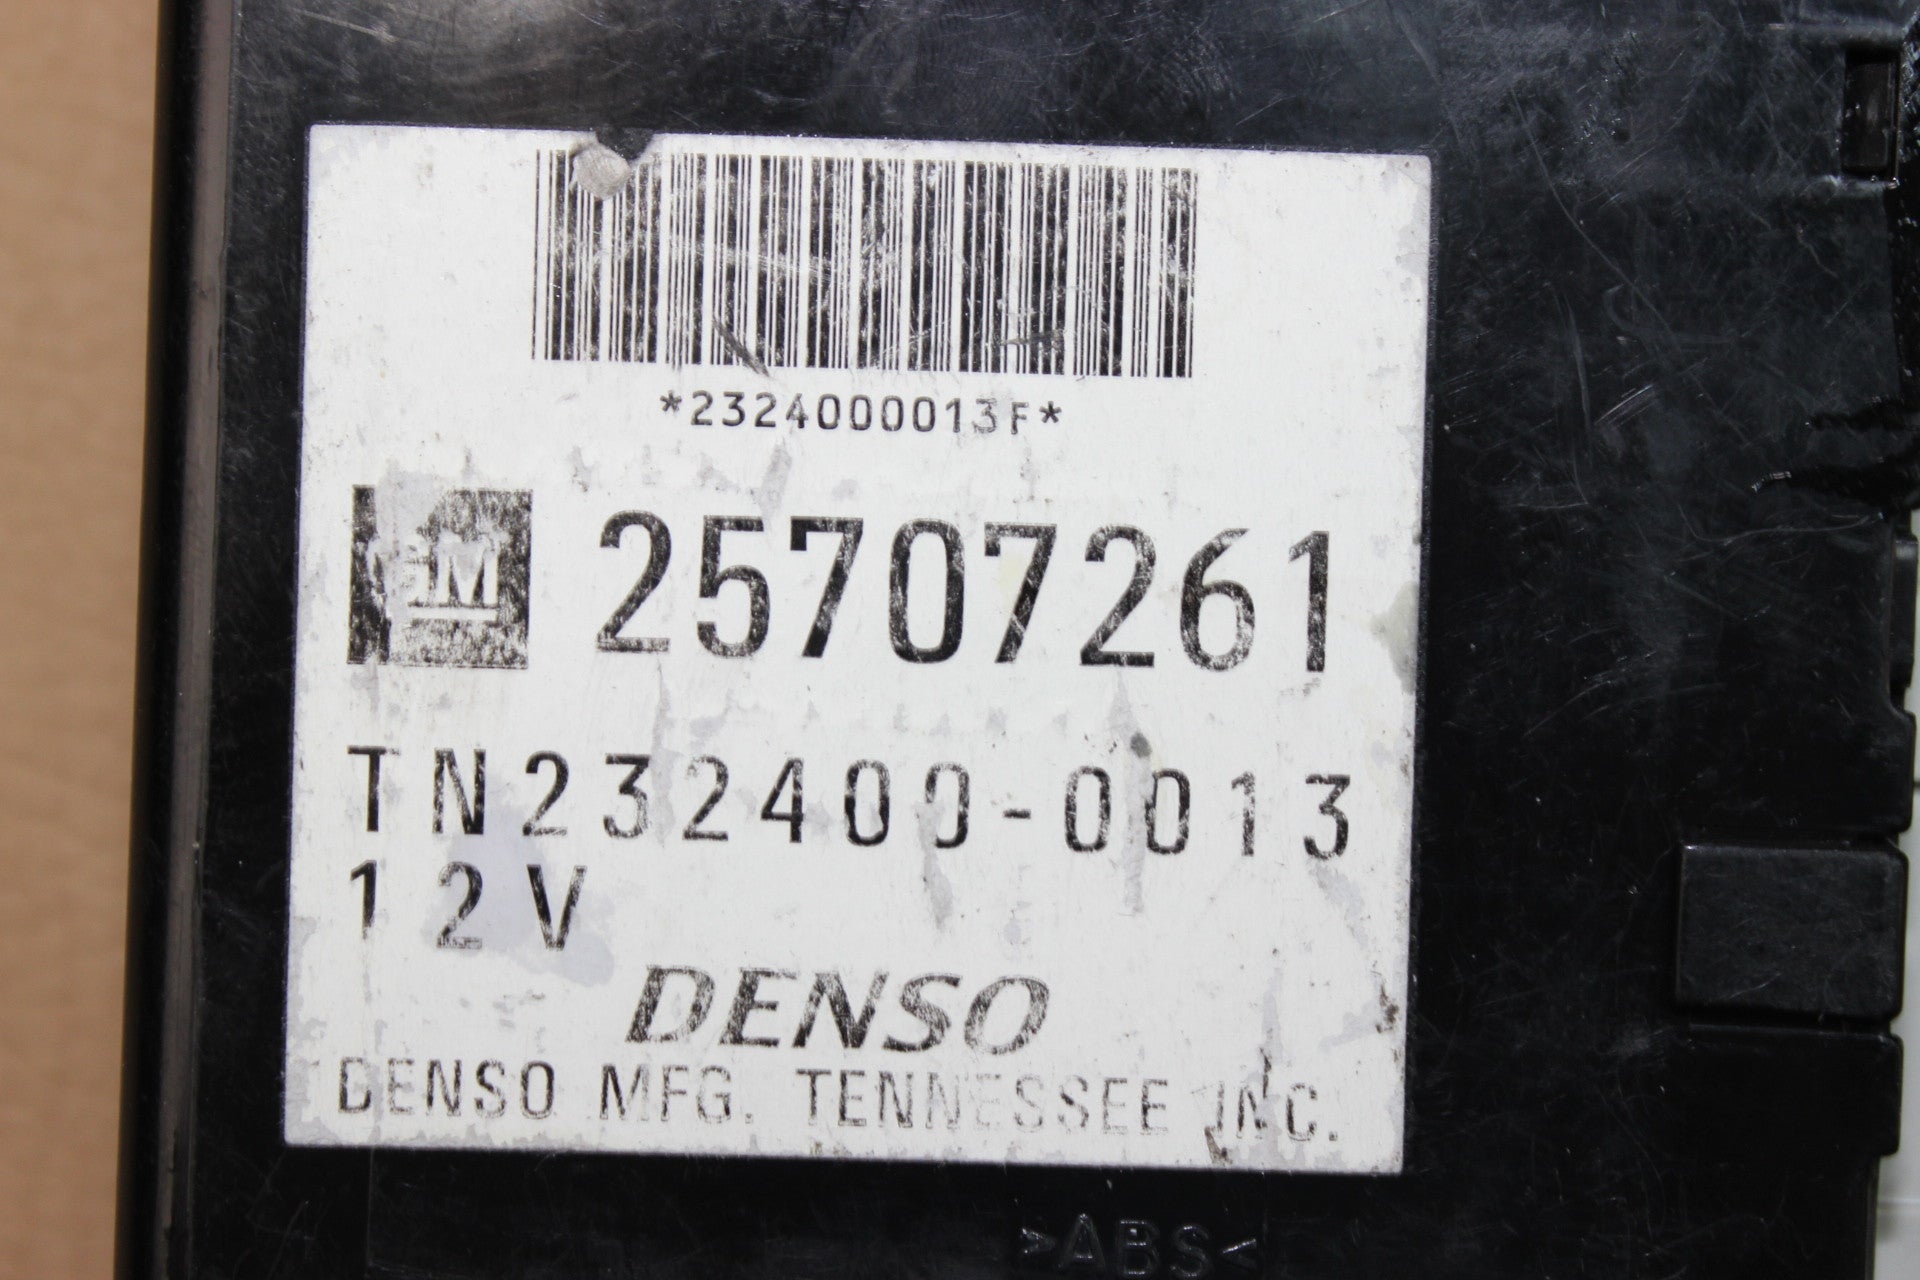 *2324000013F*
GM 25707261
TN232400-0013
12V
DENSO
DENSO MFG. TENNESSEE INC.
>ABS<